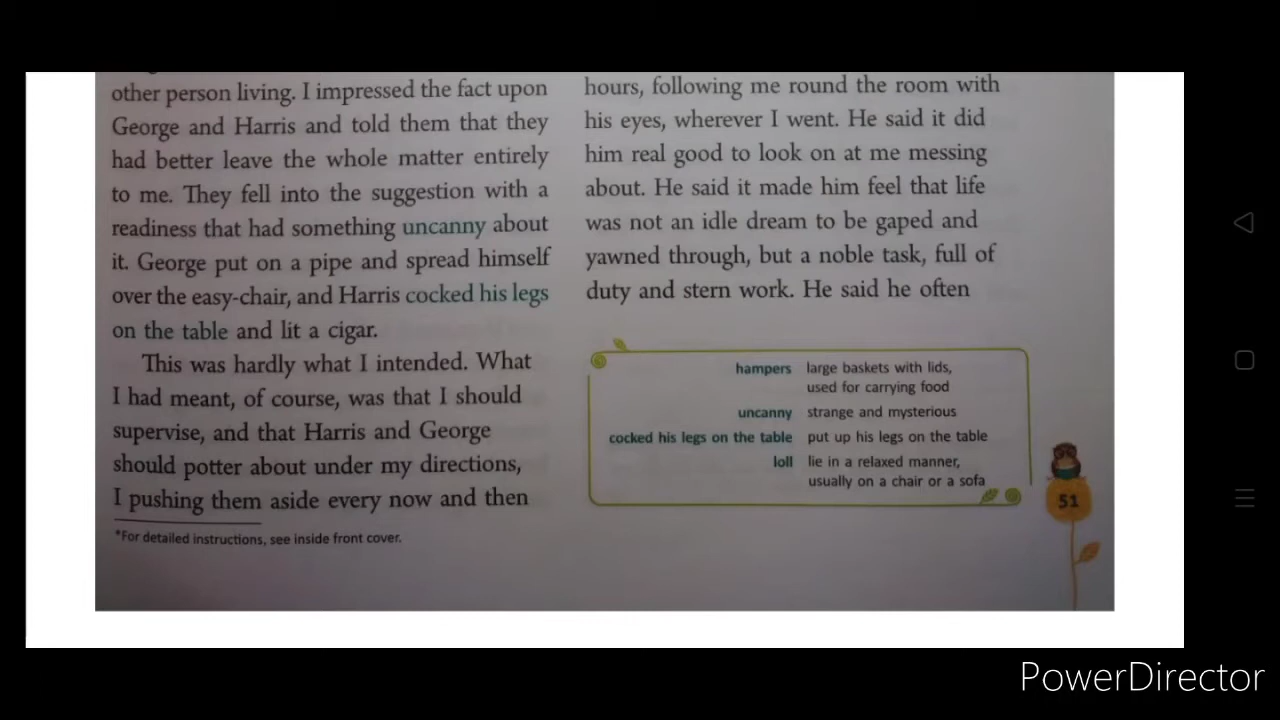 other person living. I impressed the fact upon
George and Harris and told them that they
had better leave the whole matter entirely
to me. They fell into the suggestion with a
readiness that had something uncanny about
it. George put on a pipe and spread himself
over the easy-chair, and Harris cocked his legs
on the table and lit a cigar.
This was hardly what I intended. What
I had meant, of course, was that I should
supervise, and that Harris and George
should potter about under my directions,
I pushing them aside every now and then
*For detailed instructions, see inside front cover.
hours, following me round the room with
his eyes, wherever I went. He said it did
him real good to look on at me messing
about. He said it made him feel that life
was not an idle dream to be gaped and
yawned through, but a noble task, full of
duty and stern work. He said he often
hampers large baskets with lids,
used for carrying food
uncanny strange and mysterious
cocked his legs on the table put up his legs on the table
loll lie in a relaxed manner,
usually on a chair or a sofa
51
PowerDirector